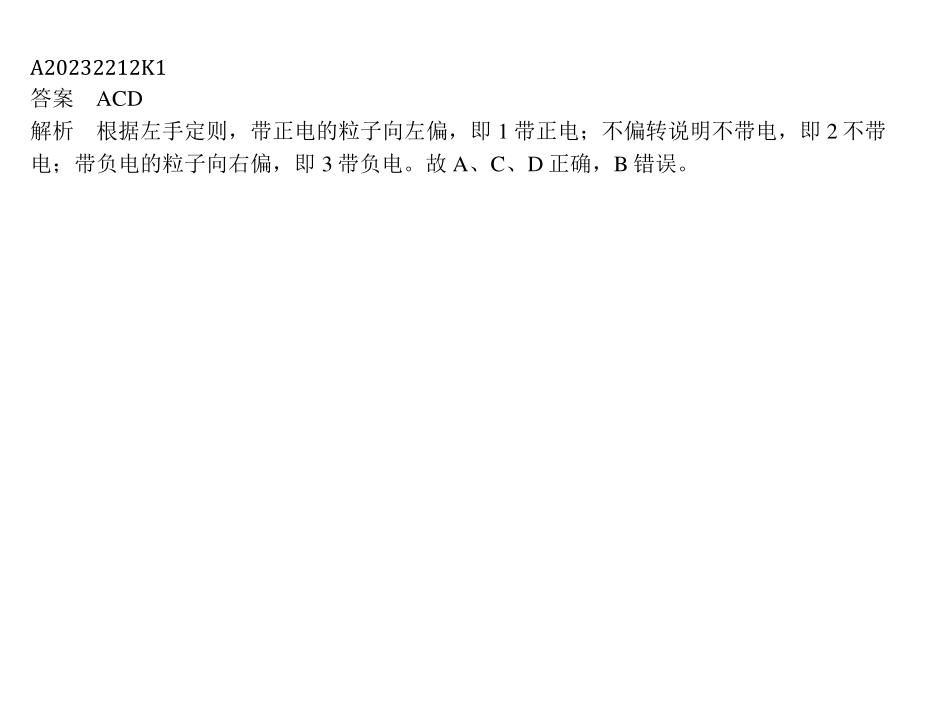 A20232212K1
答案　ACD
解析　根据左手定则，带正电的粒子向左偏，即 1 带正电；不偏转说明不带电，即 2 不带
电；带负电的粒子向右偏，即 3 带负电。故 A、C、D 正确，B 错误。